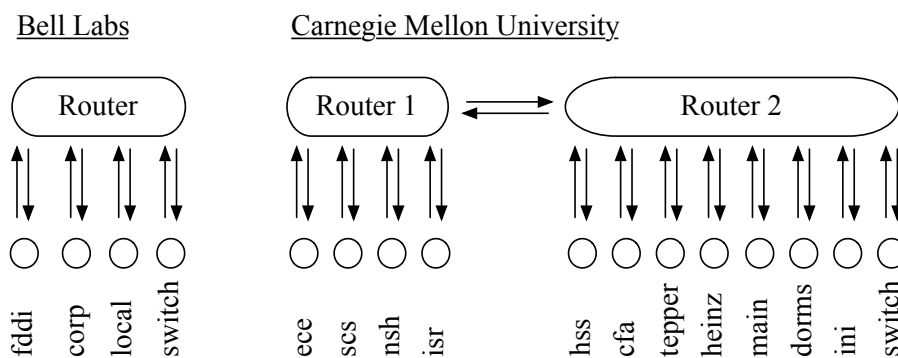 Bell Labs
Carnegie Mellon University
Router
Router 1
Router 2
fddi
corp
local
switch
ece
scs
nsh
isr
hss
cfa
tepper
heinz
main
dorms
ini
switch